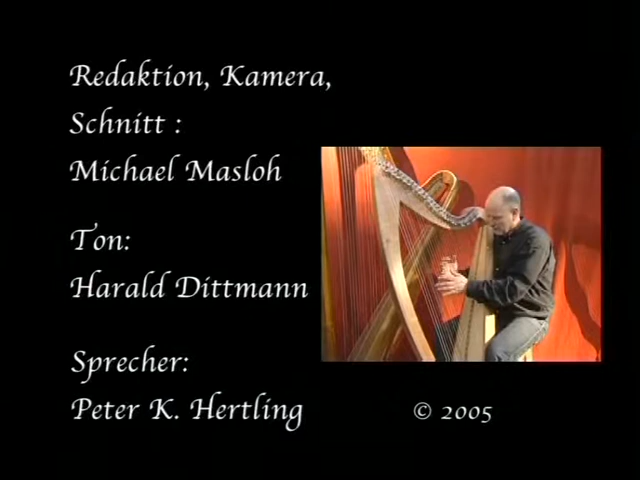 Redaktion, Kamera,
Schnitt :
Michael Masloh
Ton:
Harald Dittmann
Sprecher:
Peter K. Hertling
© 2005